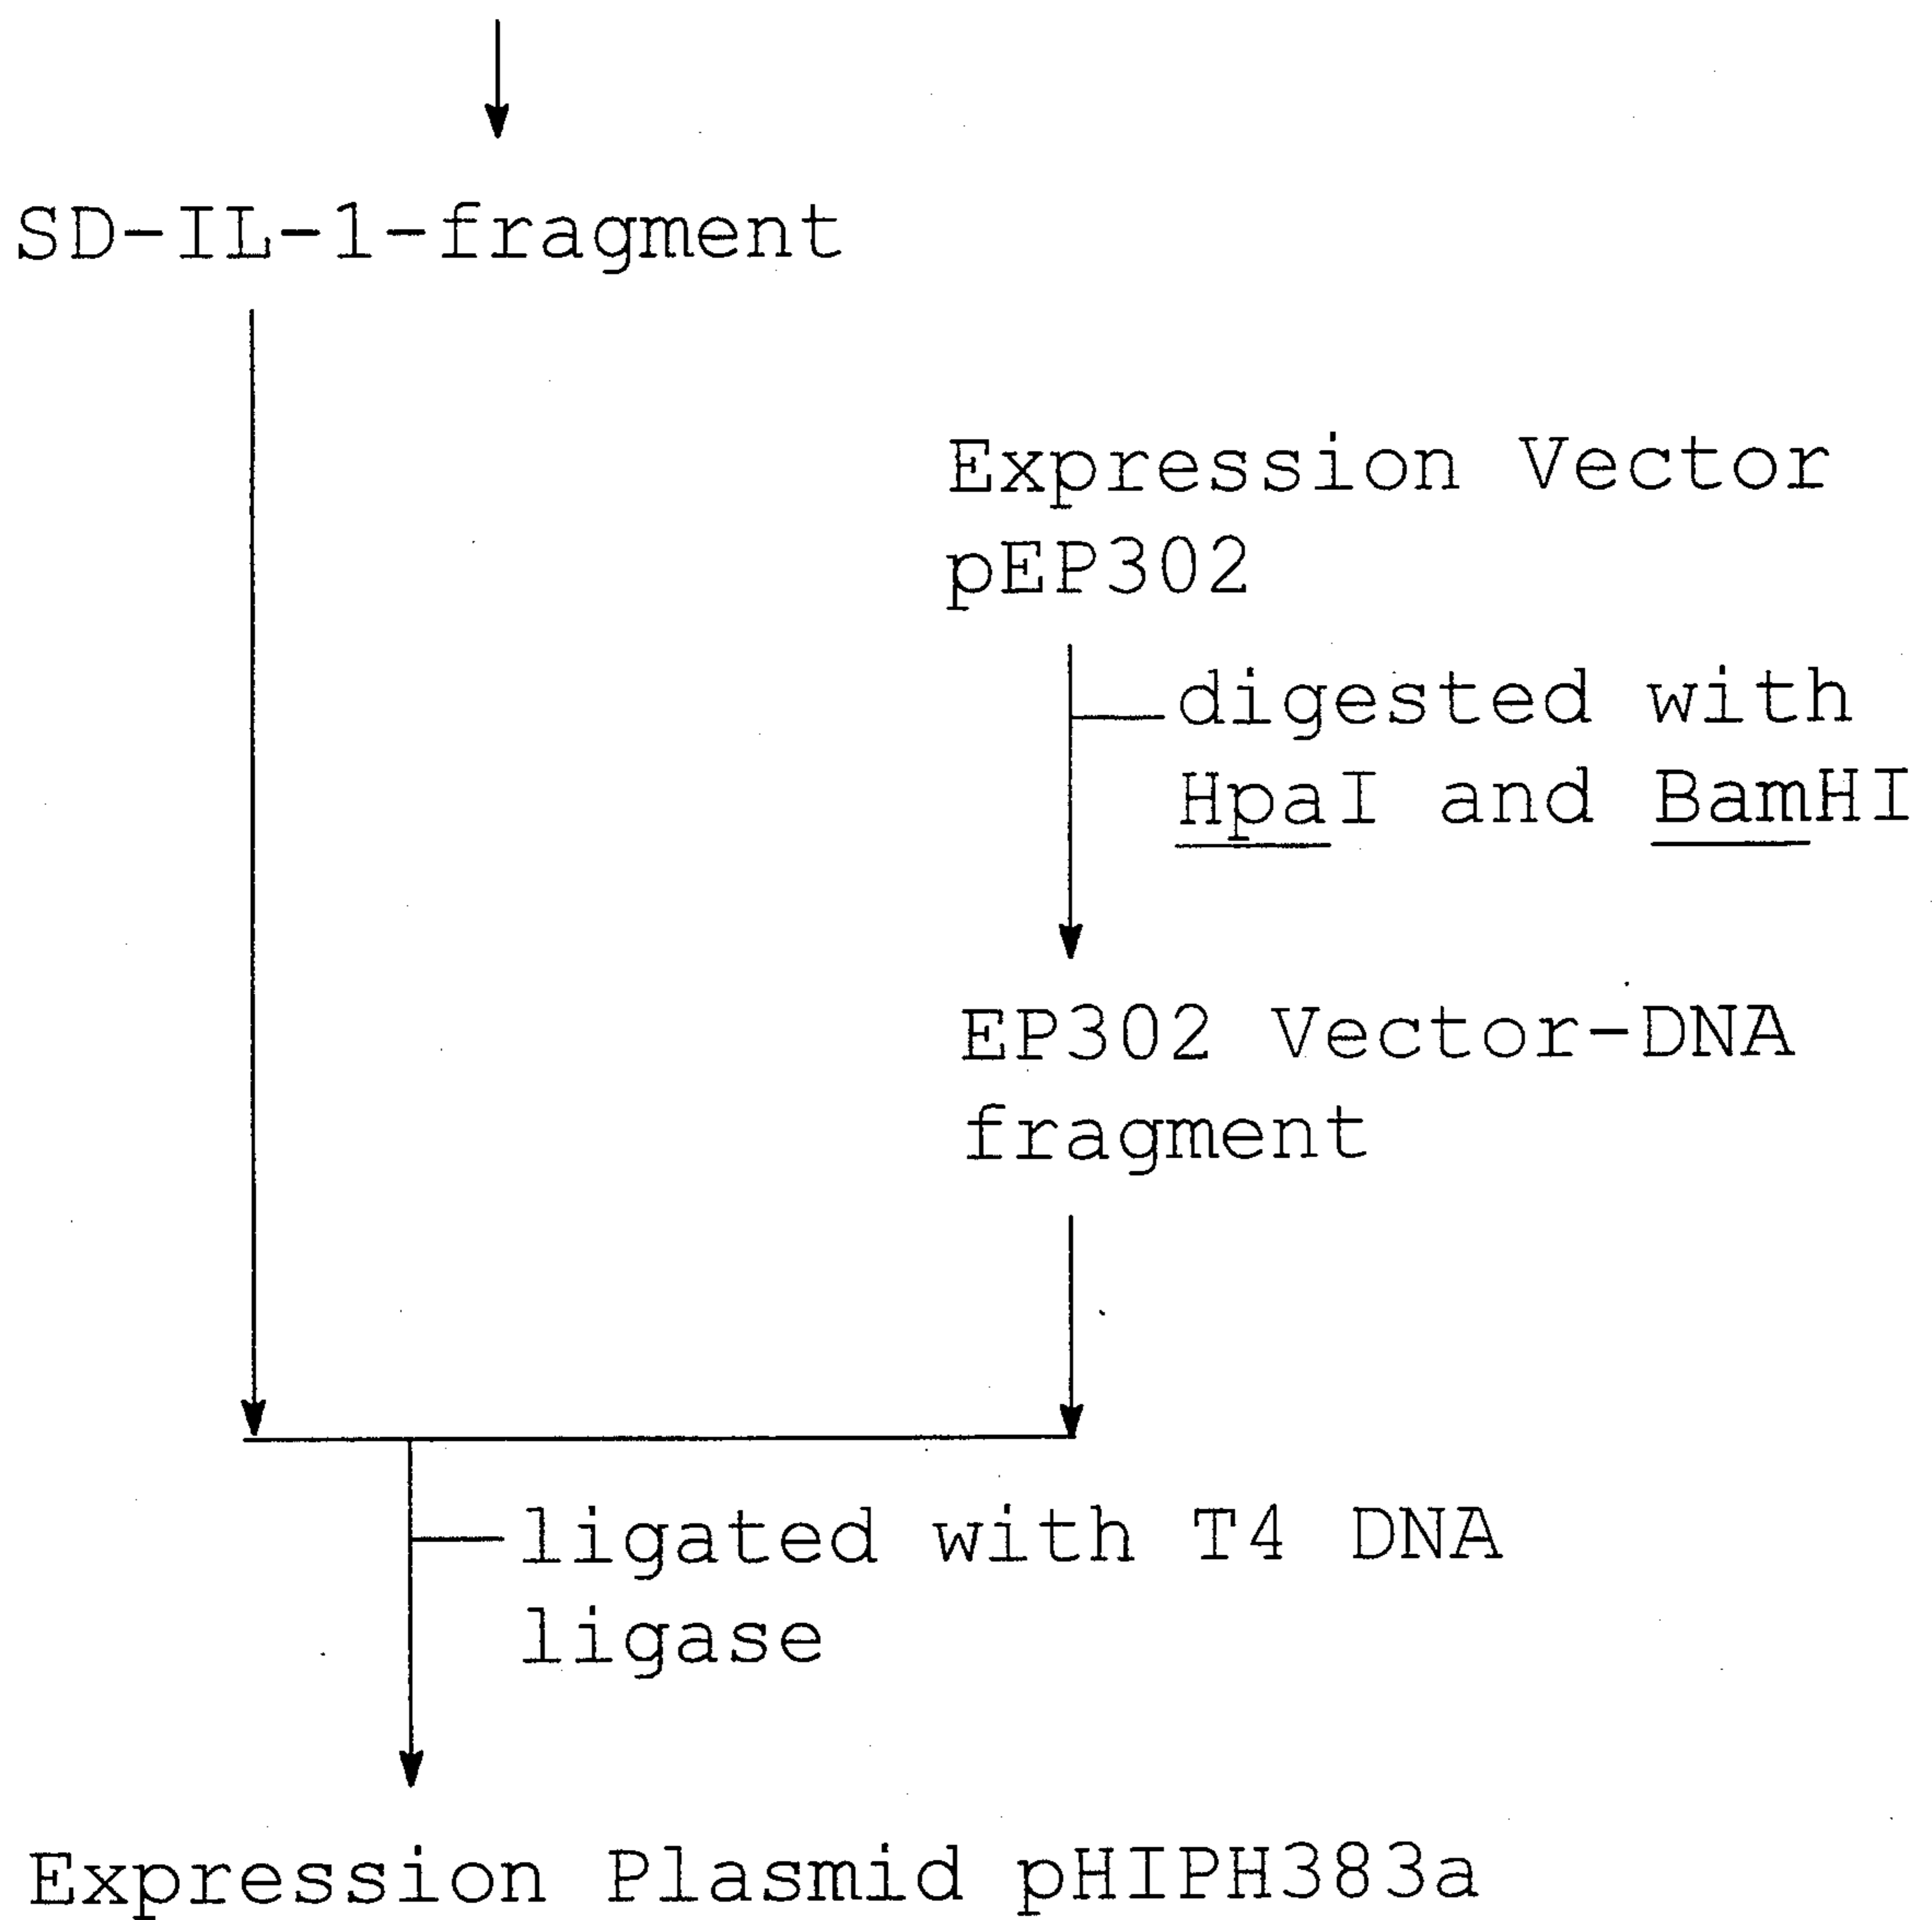 SD-IL-1-fragment
Expression Vector
pEP302
digested with
HpaI and BamHI
EP302 Vector-DNA
fragment
ligated with T4 DNA
ligase
Expression Plasmid pHIPH383a